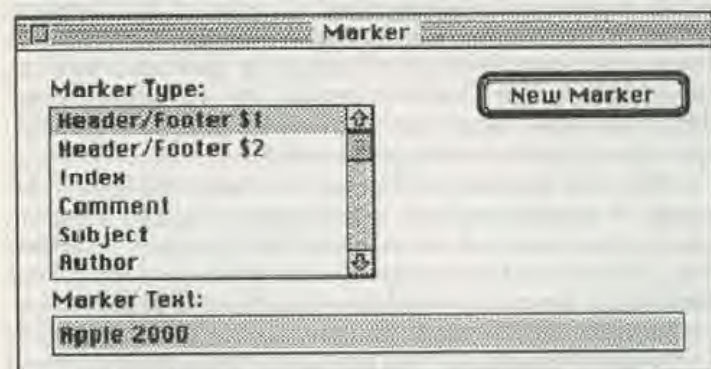 Marker
Marker Type:
New Marker
Header/Footer $1
Header/Footer $2
Index
Comment
Subject
Author
Marker Text:
Apple 2000